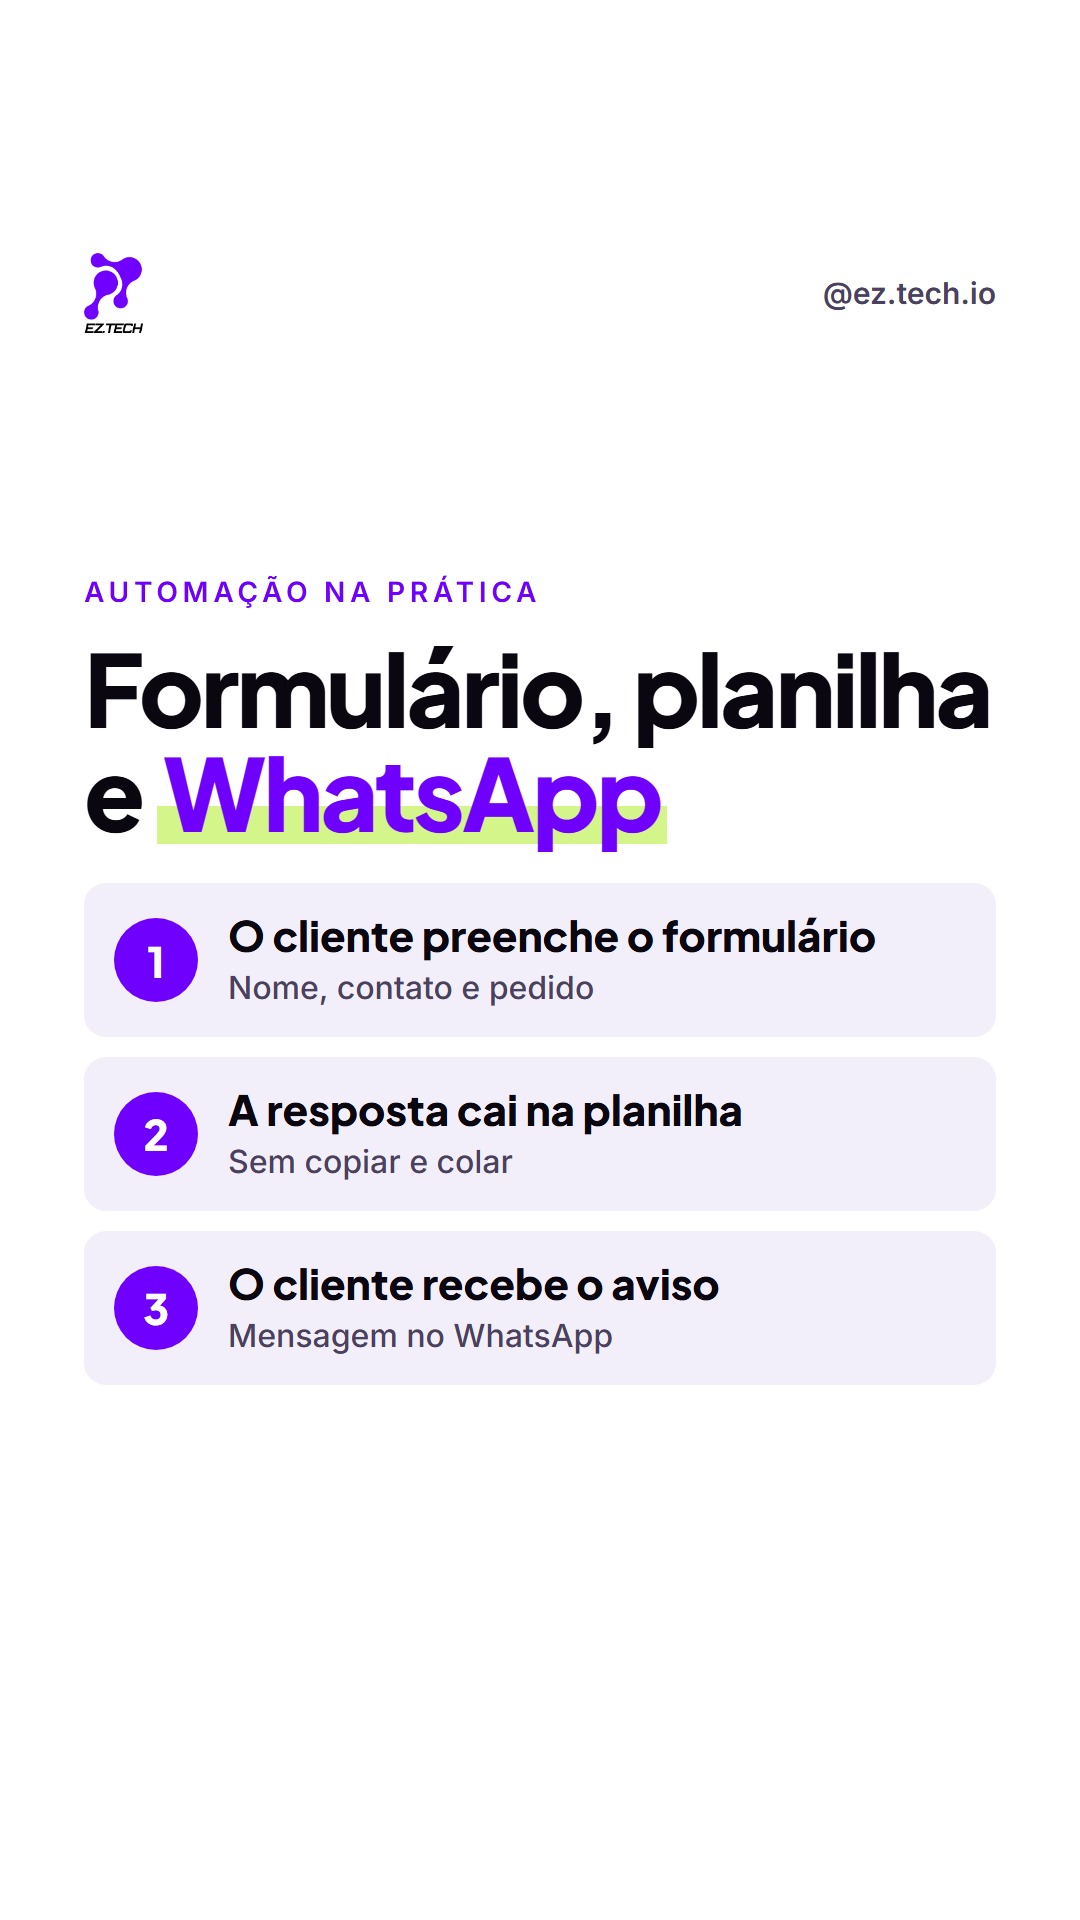 EZ.TECH
@ez.tech.io
AUTOMAÇÃO NA PRÁTICA
Formulário, planilha
e WhatsApp
1
O cliente preenche o formulário
Nome, contato e pedido
2
A resposta cai na planilha
Sem copiar e colar
3
O cliente recebe o aviso
Mensagem no WhatsApp